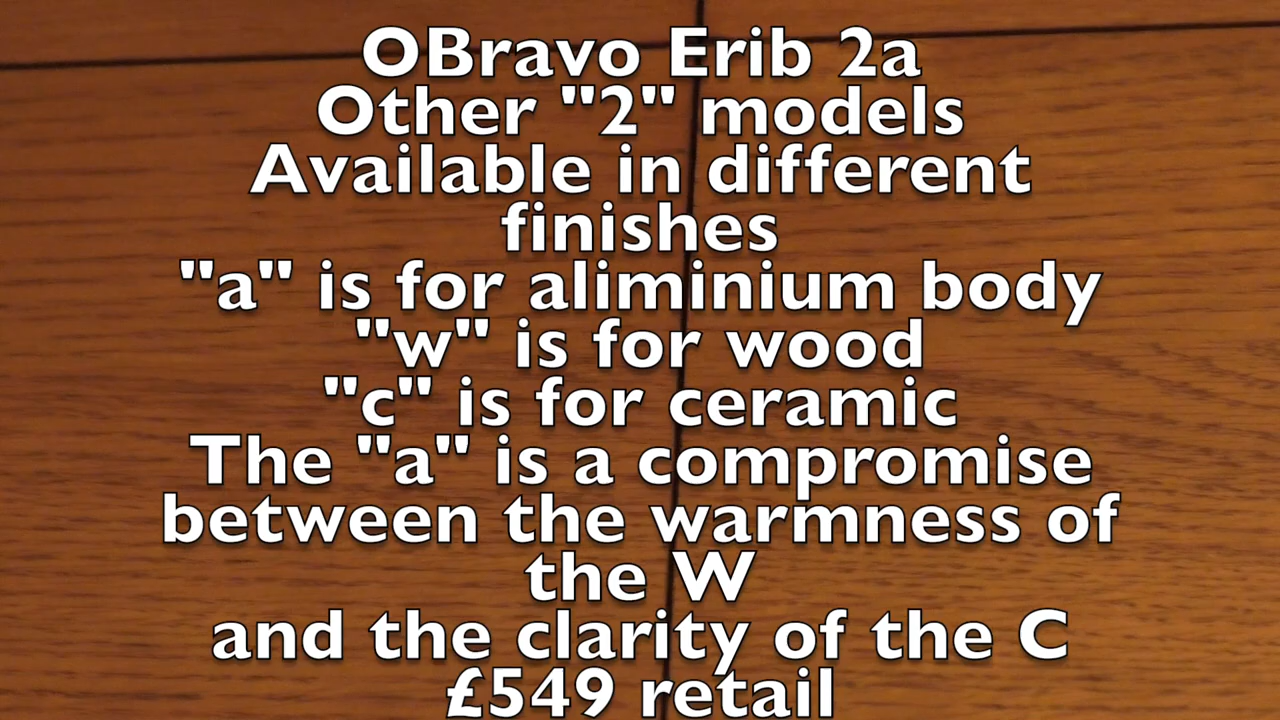 OBravo Erib 2a
Other "2" models
Available in different
finishes
"a" is for aliminium body
"w" is for wood
"c" is for ceramic
The "a" is a compromise
between the warmness of
the W
and the clarity of the C
£549 retail